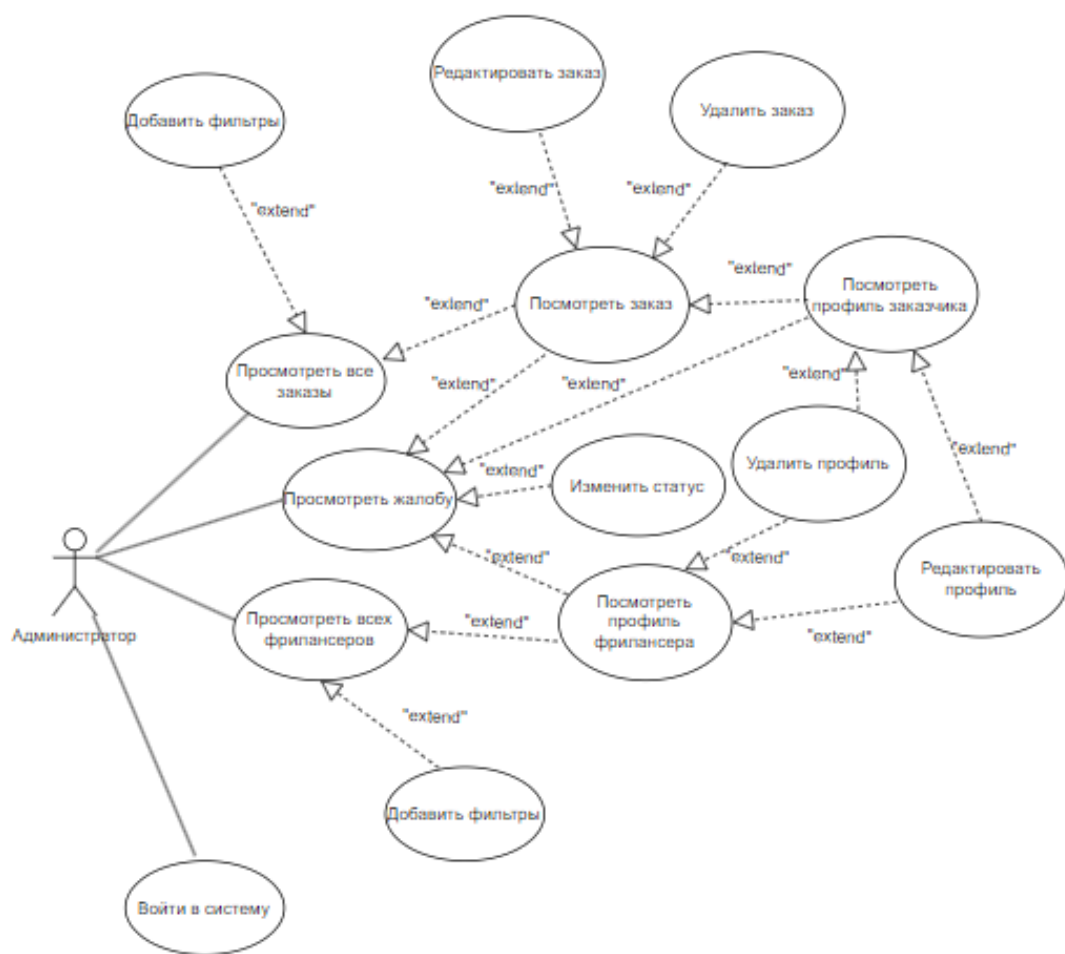 Редактировать заказ
Удалить заказ
Добавить фильтры
"extend"
"extend"
"extend"
Посмотреть
профиль заказчика
"extend"
Посмотреть заказ
"extend"
Просмотреть все
заказы
"extend"
"extend"
"extend"
Удалить профиль
"extend"
"extend"
Изменить статус
Просмотреть жалобу
"extend"
"extend"
Редактировать
профиль
Посмотреть
профиль
фрилансера
Просмотреть всех
фрилансеров
"extend"
"extend"
Администратор
"extend"
Добавить фильтры
Войти в систему